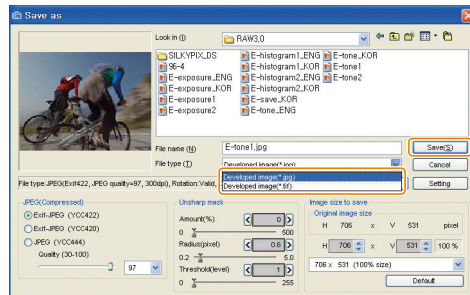 Save as
Look in (I)
RAW3,0
SILKYPIX_DS
E-histogram1_ENG
E-tone_KOR
96-4
E-histogram1_KOR
E-tone1
E-exposure_ENG
E-histogram2_ENG
E-tone2
E-exposure_KOR
E-histogram2_KOR
E-exposure1
E-save_KOR
E-exposure2
E-tone_ENG
File name (N)
E-tone1.jpg
Save(S)
File type (T)
Developed image(*.jpg)
Cancel
Developed image(*.jpg)
Developed image(*.tif)
File type:JPEG(Exif422, JPEG quality=97, 300dpi), Rotation:Valid,
Setting
JPEG(Compressed)
Exif-JPEG (YCC422)
Exif-JPEG (YCC420)
JPEG (YCC444)
Quality (30-100)
97
Unsharp mask
Amount(%)
0
0
500
Radius(pixel)
0.6
0.2
5.0
Threshold(level)
1
0
255
Image size to save
Original image size
H 706 x V 531 pixel
H 706 x V 531 100 %
706 x 531 (100% size)
Default